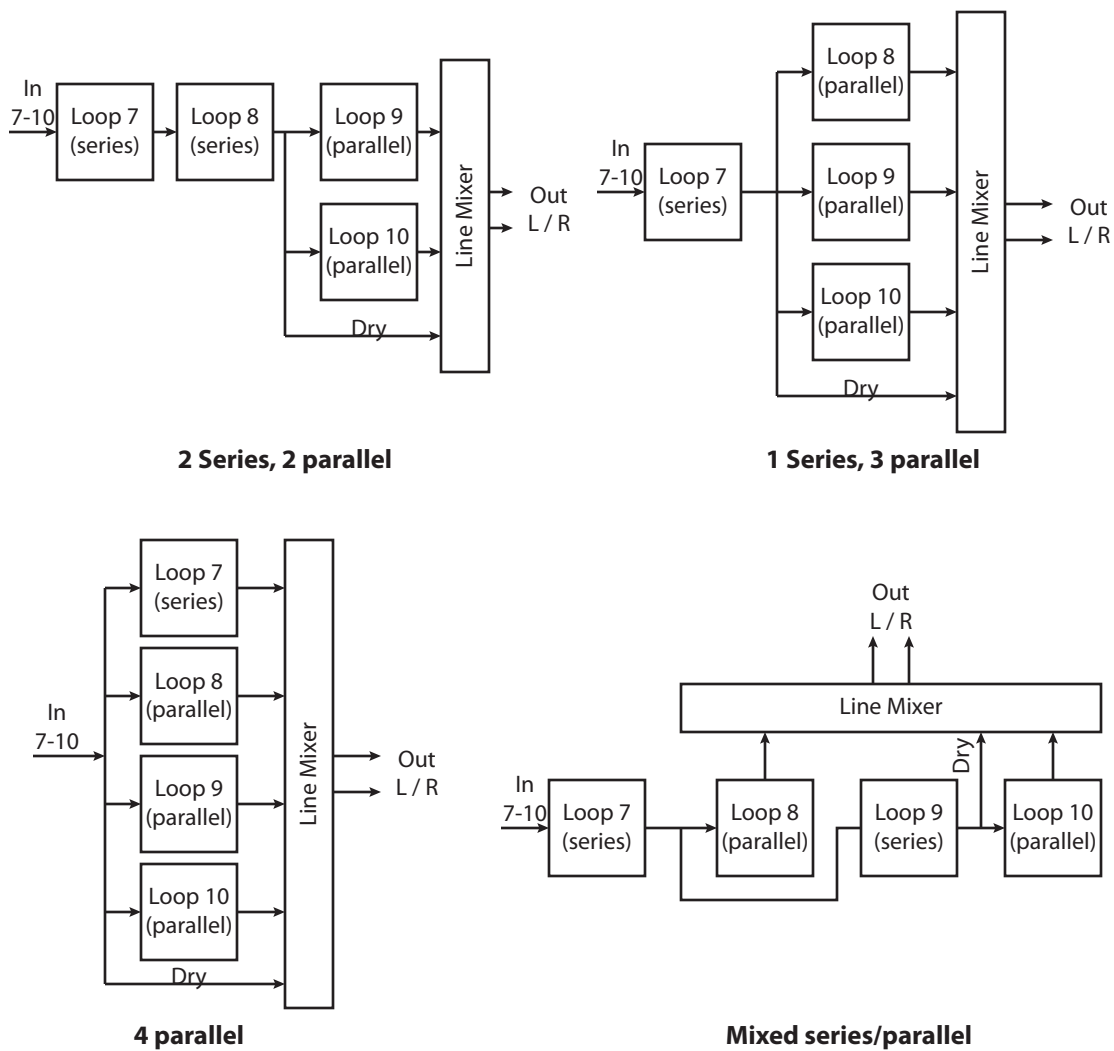 In
7-10
Loop 7
(series)
Loop 8
(series)
Loop 9
(parallel)
Loop 10
(parallel)
Dry
Line Mixer
Out
L / R
2 Series, 2 parallel
In
7-10
Loop 7
(series)
Loop 8
(parallel)
Loop 9
(parallel)
Loop 10
(parallel)
Dry
Line Mixer
Out
L / R
1 Series, 3 parallel
In
7-10
Loop 7
(series)
Loop 8
(parallel)
Loop 9
(parallel)
Loop 10
(parallel)
Dry
Line Mixer
Out
L / R
4 parallel
Out
L / R
Line Mixer
Dry
In
7-10
Loop 7
(series)
Loop 8
(parallel)
Loop 9
(series)
Loop 10
(parallel)
Mixed series/parallel